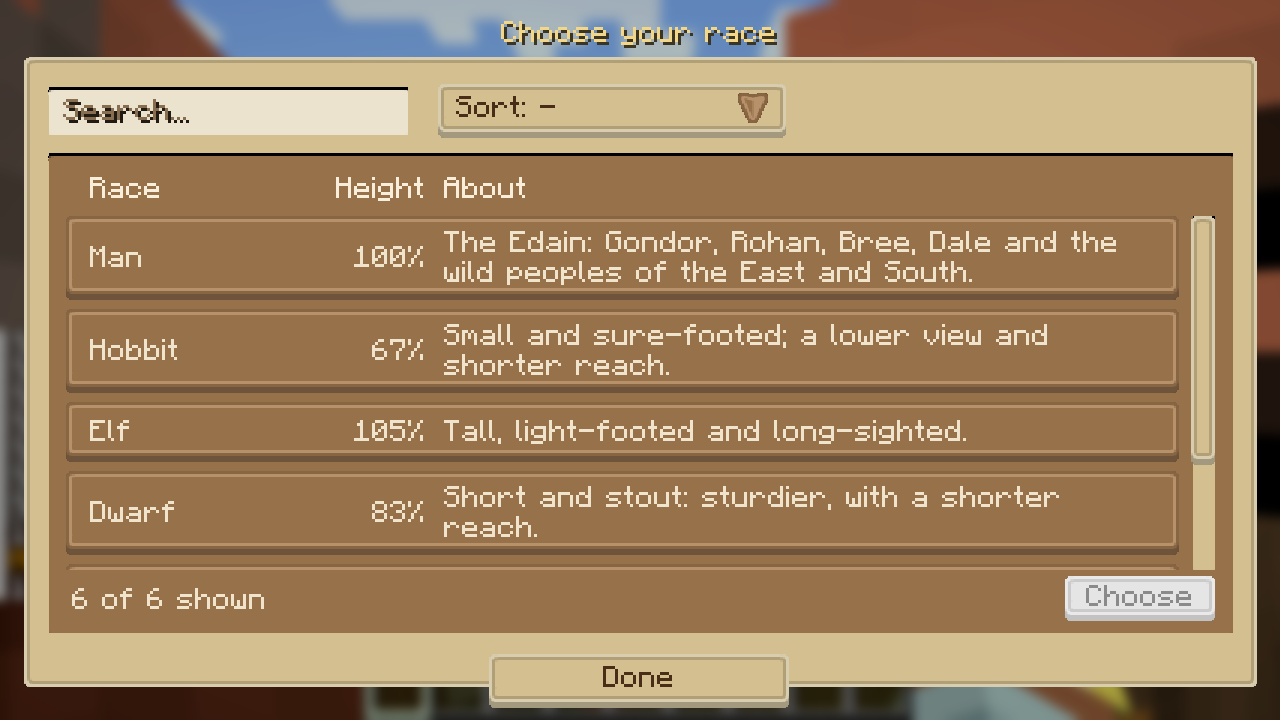 Choose your race
Search...
Sort: -
Race Height About
Man 100% The Edain: Gondor, Rohan, Bree, Dale and the
wild peoples of the East and South.
Hobbit 67% Small and sure-footed; a lower view and
shorter reach.
Elf 105% Tall, light-footed and long-sighted.
Dwarf 83% Short and stout: sturdier, with a shorter
reach.
6 of 6 shown
Choose
Done